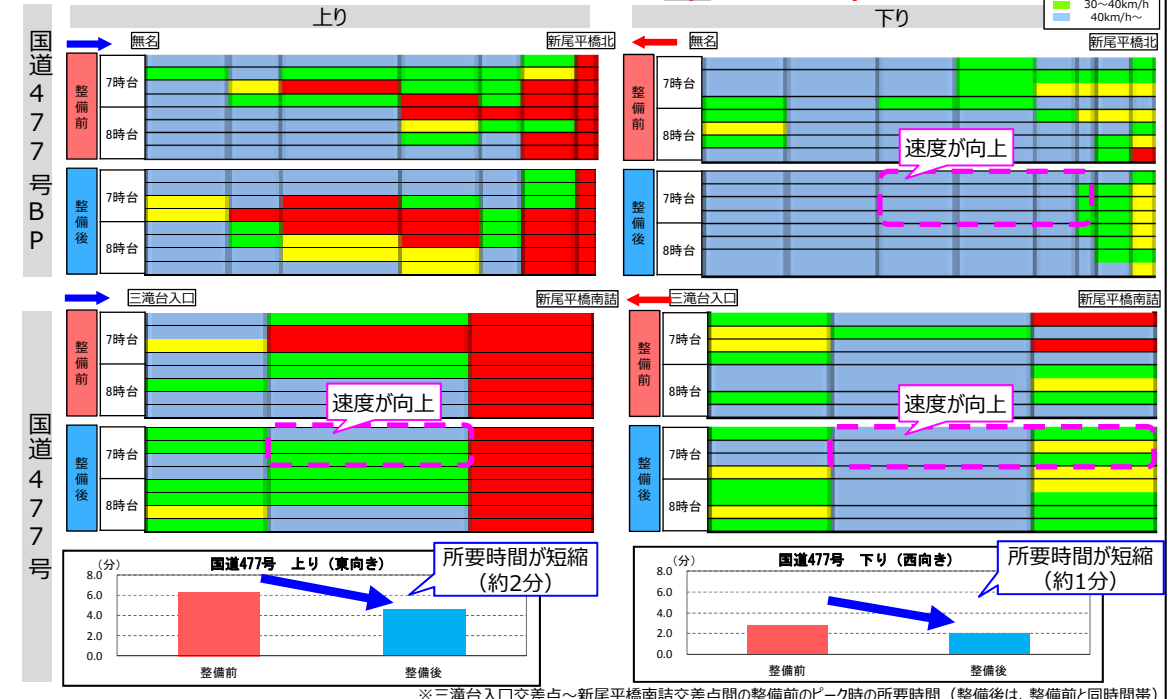 30～40km/h
40km/h～
上り
下り
国道477号BP
無名
新尾平橋北
無名
新尾平橋北
整備前
7時台
8時台
整備前
7時台
8時台
速度が向上
整備後
7時台
8時台
整備後
7時台
8時台
国道477号
三滝台入口
新尾平橋南詰
三滝台入口
新尾平橋南詰
整備前
7時台
8時台
速度が向上
整備前
7時台
8時台
速度が向上
整備後
7時台
8時台
整備後
7時台
8時台
(分)
国道477号 上り（東向き）
所要時間が短縮
（約2分）
8.0
6.0
4.0
2.0
0.0
整備前
整備後
(分)
国道477号 下り（西向き）
所要時間が短縮
（約1分）
8.0
6.0
4.0
2.0
0.0
整備前
整備後
※三滝台入口交差点～新尾平橋南詰交差点間の整備前のピーク時の所要時間（整備後は、整備前と同時間帯）